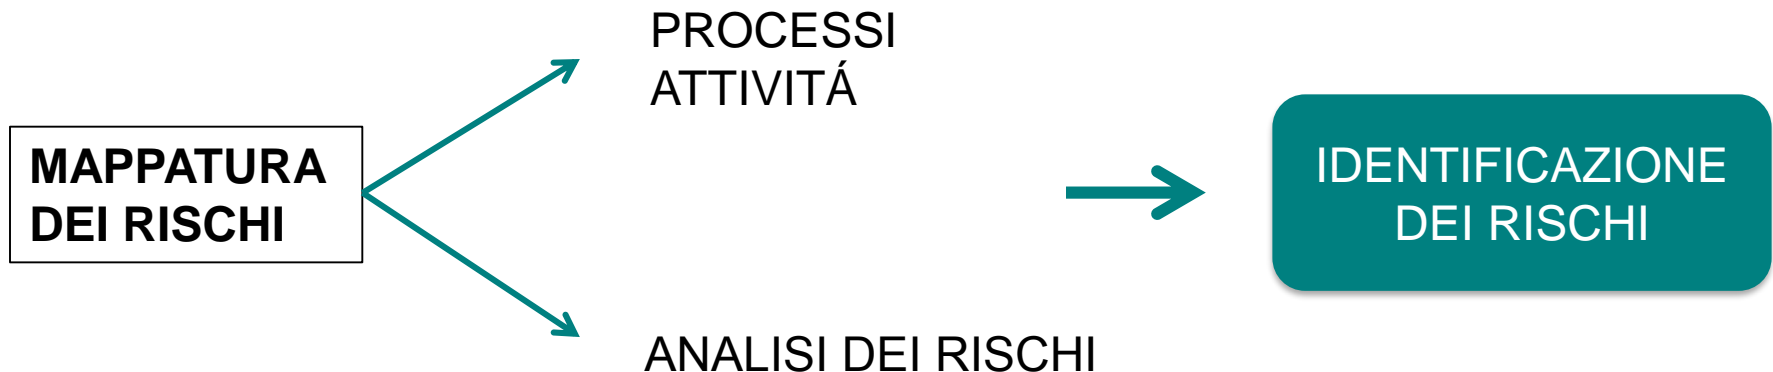 MAPPATURA
DEI RISCHI
PROCESSI
ATTIVITÁ
ANALISI DEI RISCHI
IDENTIFICAZIONE
DEI RISCHI